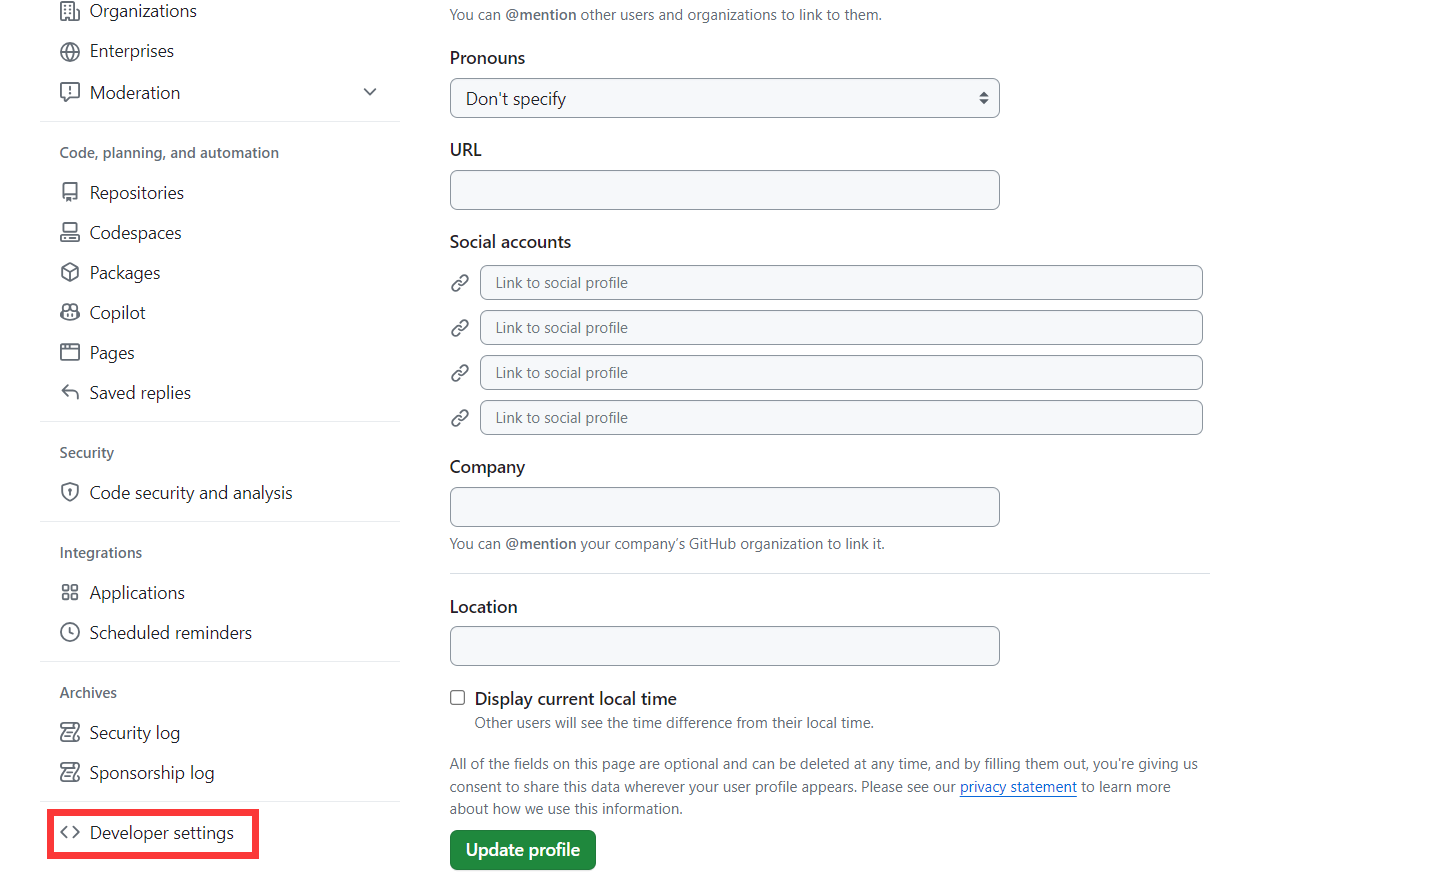 Organizations
Enterprises
Moderation
Code, planning, and automation
Repositories
Codespaces
Packages
Copilot
Pages
Saved replies
Security
Code security and analysis
Integrations
Applications
Scheduled reminders
Archives
Security log
Sponsorship log
Developer settings
You can @mention other users and organizations to link to them.
Pronouns
Don't specify
URL
Social accounts
Link to social profile
Link to social profile
Link to social profile
Link to social profile
Company
You can @mention your company’s GitHub organization to link it.
Location
Display current local time
Other users will see the time difference from their local time.
All of the fields on this page are optional and can be deleted at any time, and by filling them out, you're giving us
consent to share this data wherever your user profile appears. Please see our privacy statement to learn more
about how we use this information.
Update profile